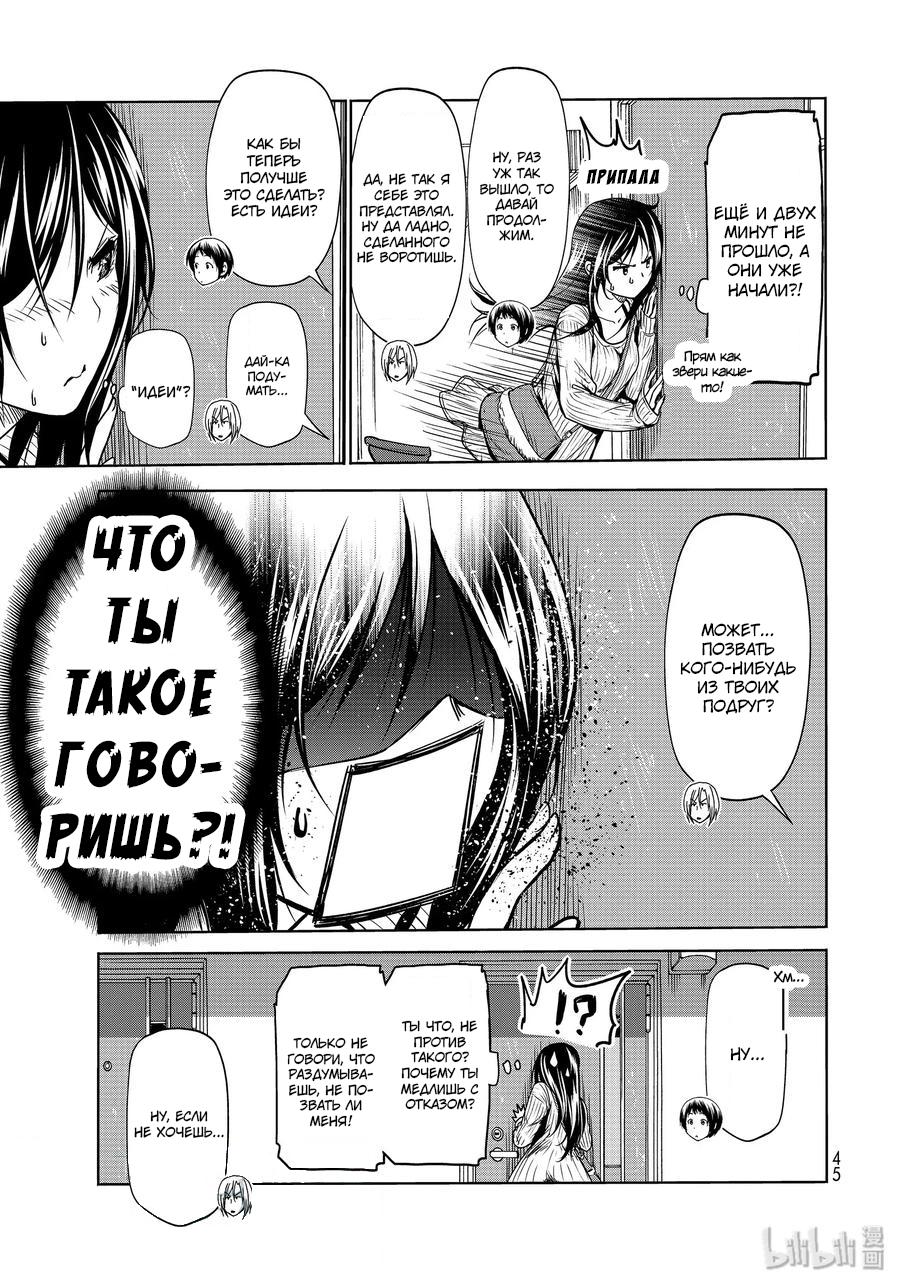 ЕЩЁ И ДВУХ
МИНУТ НЕ
ПРОШЛО, А
ОНИ УЖЕ
НАЧАЛИ?!
Прям как
звери какие-
то!
ПРИПАЛА
НУ, РАЗ
УЖ ТАК
ВЫШЛО, ТО
ДАВАЙ
ПРОДОЛ-
ЖИМ.
ДА, НЕ ТАК Я
СЕБЕ ЭТО
ПРЕДСТАВЛЯЛ.
НУ ДА ЛАДНО,
СДЕЛАННОГО
НЕ ВОРОТИШЬ.
КАК БЫ
ТЕПЕРЬ
ПОЛУЧШЕ
ЭТО СДЕЛАТЬ?
ЕСТЬ ИДЕИ?
ДАЙ-КА
ПОДУ-
МАТЬ...
"ИДЕИ"?
МОЖЕТ...
ПОЗВАТЬ
КОГО-НИБУДЬ
ИЗ ТВОИХ
ПОДРУГ?
ЧТО
ТЫ
ТАКОЕ
ГОВО-
РИШЬ?!
Хм...
НУ...
!?
ТЫ ЧТО, НЕ
ПРОТИВ
ТАКОГО?
ПОЧЕМУ ТЫ
МЕДЛИШЬ С
ОТКАЗОМ?
ТОЛЬКО НЕ
ГОВОРИ, ЧТО
РАЗДУМЫВА-
ЕШЬ, НЕ ПО-
ЗВАТЬ ЛИ
МЕНЯ!
НУ, ЕСЛИ
НЕ ХОЧЕШЬ...
45
bilibili 漫画